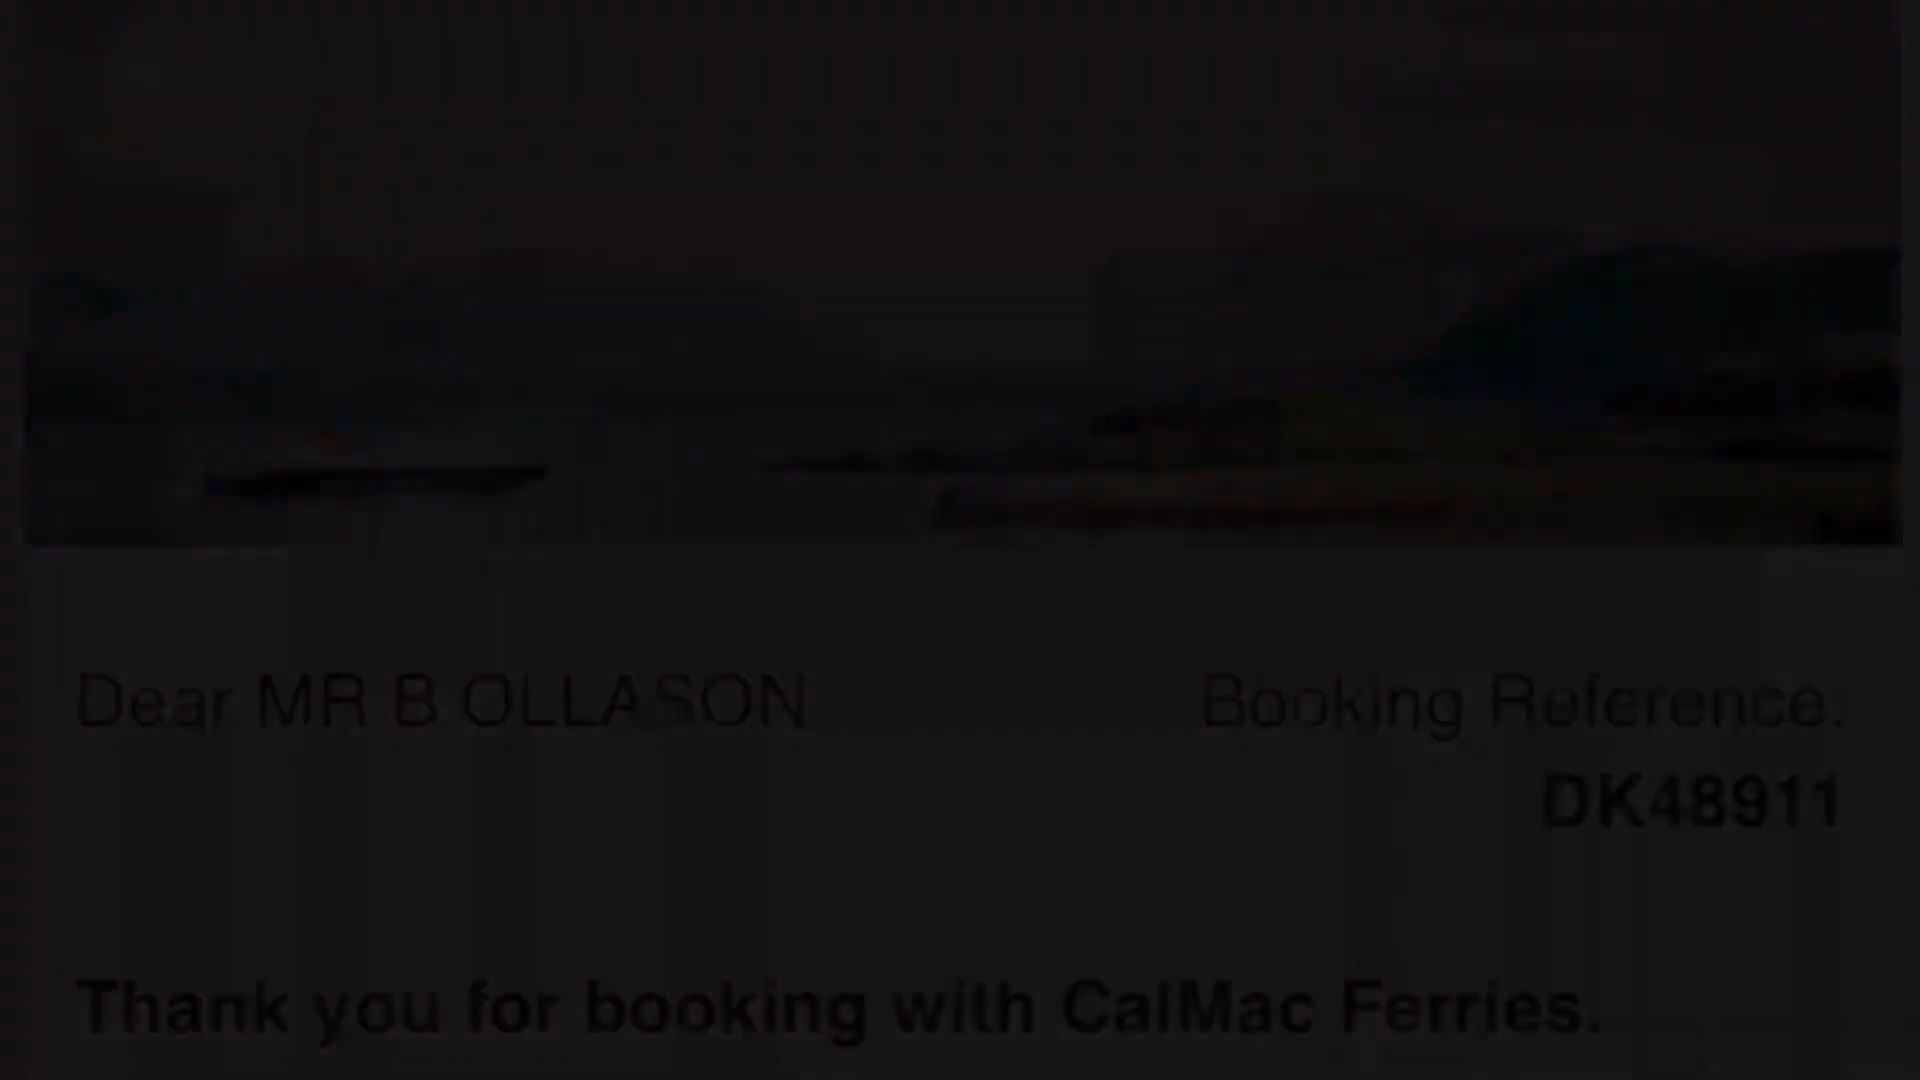 Dear MR B OLLASON
Booking Reference:
DK48911
Thank you for booking with CalMac Ferries.